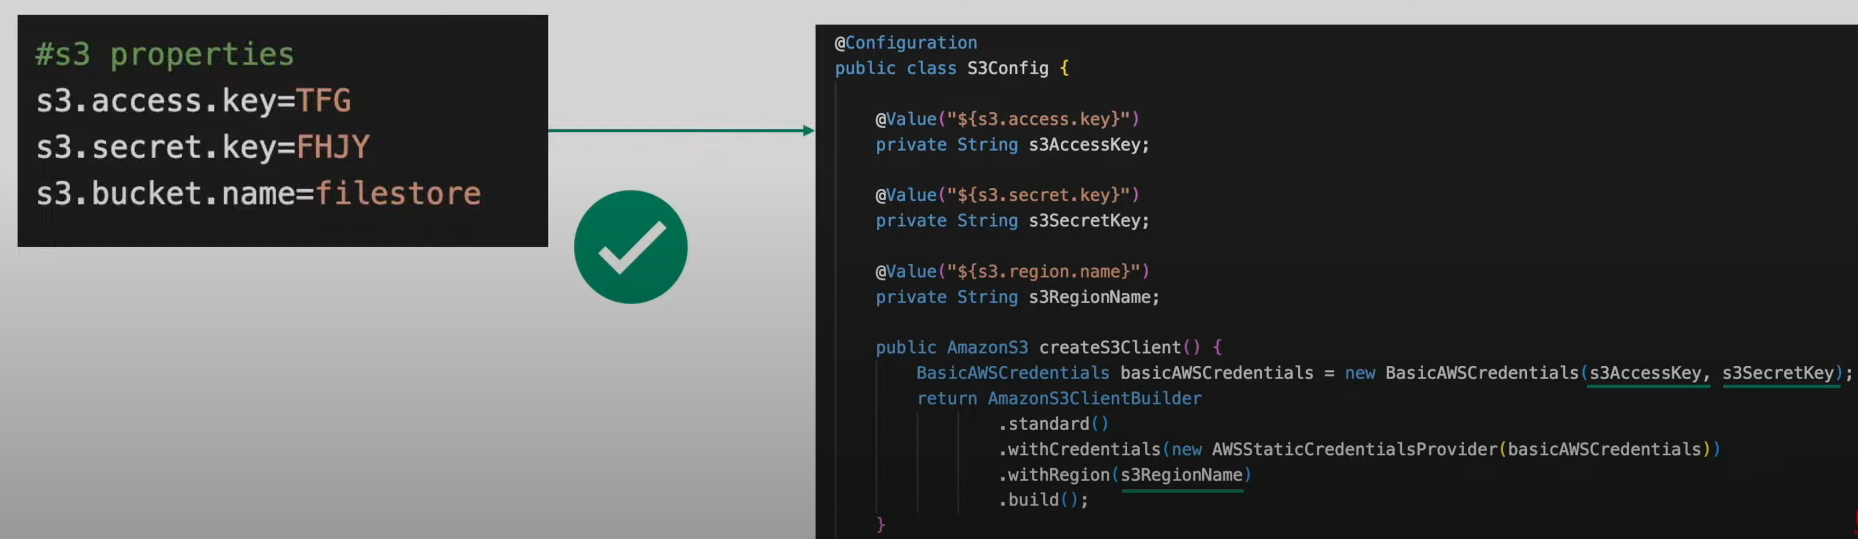 #s3 properties
s3.access.key=TFG
s3.secret.key=FHJY
s3.bucket.name=filestore
@Configuration
public class S3Config {
@Value("${s3.access.key}")
private String s3AccessKey;
@Value("${s3.secret.key}")
private String s3SecretKey;
@Value("${s3.region.name}")
private String s3RegionName;
public AmazonS3 createS3Client() {
BasicAWSCredentials basicAWSCredentials = new BasicAWSCredentials(s3AccessKey, s3SecretKey);
return AmazonS3ClientBuilder
.standard()
.withCredentials(new AWSStaticCredentialsProvider(basicAWSCredentials))
.withRegion(s3RegionName)
.build();
}